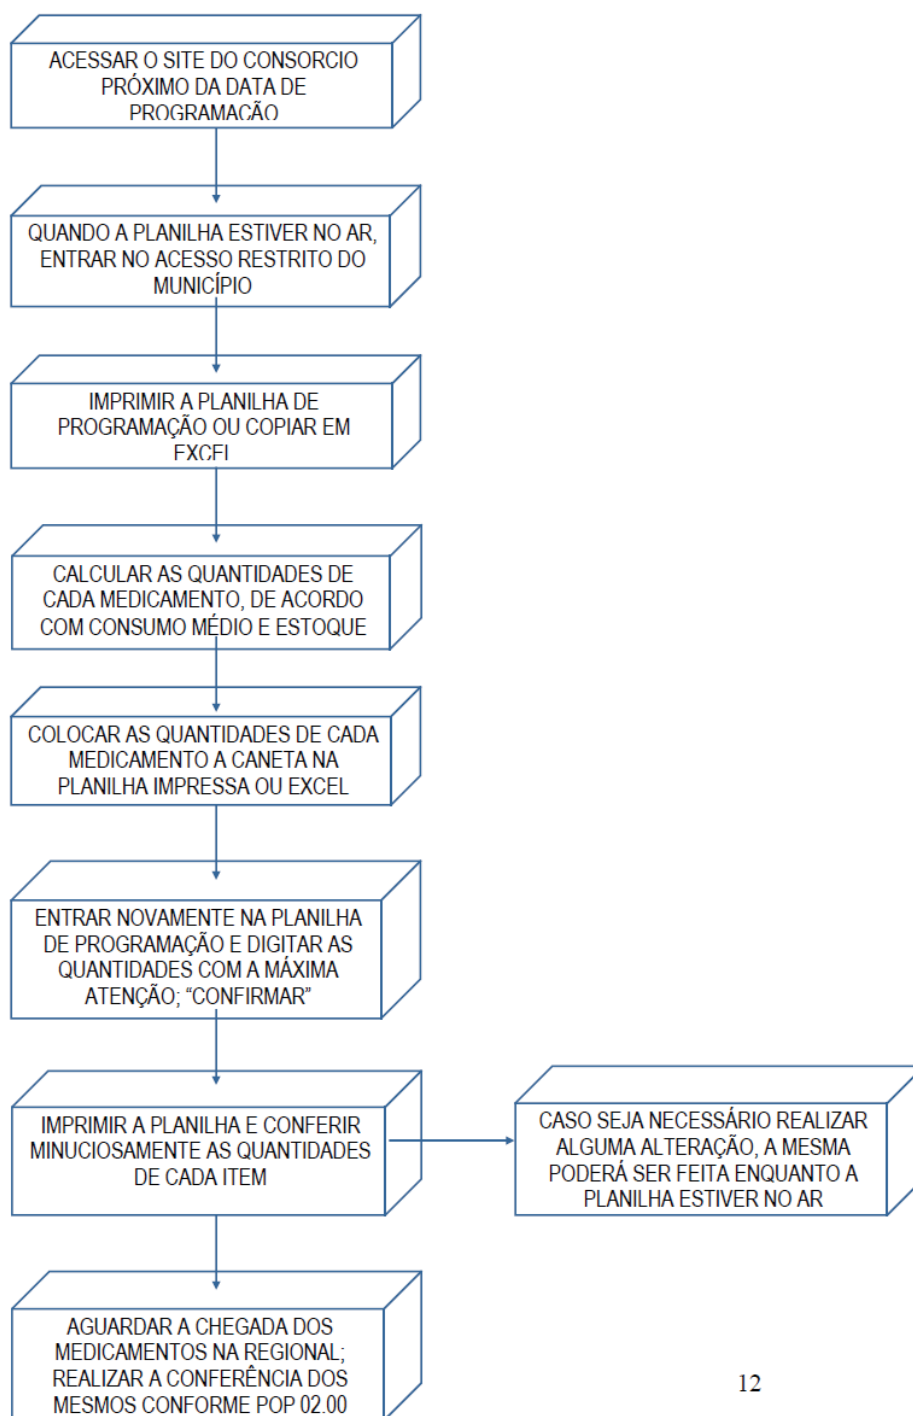 ACESSAR O SITE DO CONSORCIO
PRÓXIMO DA DATA DE
PROGRAMAÇÃO
QUANDO A PLANILHA ESTIVER NO AR,
ENTRAR NO ACESSO RESTRITO DO
MUNICÍPIO
IMPRIMIR A PLANILHA DE
PROGRAMAÇÃO OU COPIAR EM
EXCEL
CALCULAR AS QUANTIDADES DE
CADA MEDICAMENTO, DE ACORDO
COM CONSUMO MÉDIO E ESTOQUE
COLOCAR AS QUANTIDADES DE CADA
MEDICAMENTO A CANETA NA
PLANILHA IMPRESSA OU EXCEL
ENTRAR NOVAMENTE NA PLANILHA
DE PROGRAMAÇÃO E DIGITAR AS
QUANTIDADES COM A MÁXIMA
ATENÇÃO; “CONFIRMAR”
IMPRIMIR A PLANILHA E CONFERIR
MINUCIOSAMENTE AS QUANTIDADES
DE CADA ITEM
CASO SEJA NECESSÁRIO REALIZAR
ALGUMA ALTERAÇÃO, A MESMA
PODERÁ SER FEITA ENQUANTO A
PLANILHA ESTIVER NO AR
AGUARDAR A CHEGADA DOS
MEDICAMENTOS NA REGIONAL;
REALIZAR A CONFERÊNCIA DOS
MESMOS CONFORME POP 02.00
12